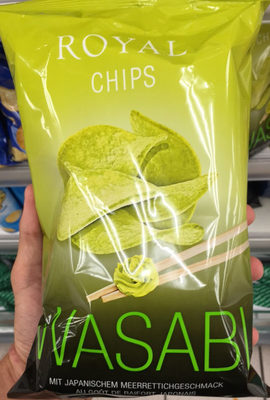 ROYAL
CHIPS
WASABI
MIT JAPANISCHEM MEERRETTICHGESCHMACK
AU GOÛT DE RAIFORT JAPONAIS